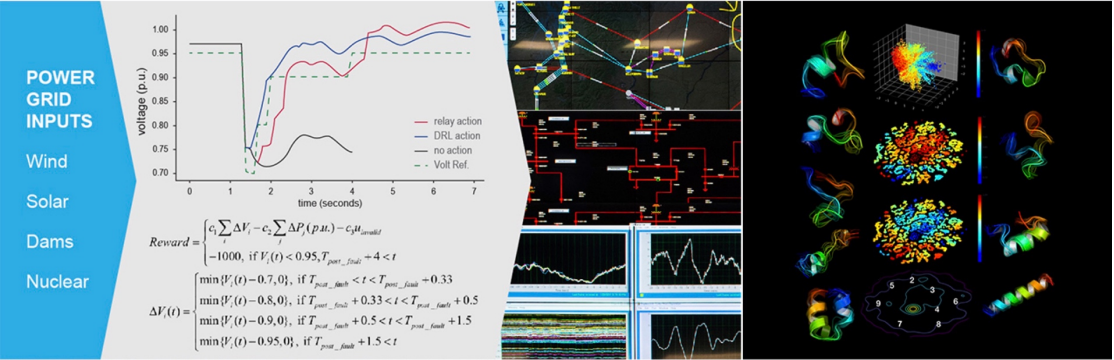 POWER
GRID
INPUTS
Wind
Solar
Dams
Nuclear
voltage (p.u.)
1.00
0.95
0.90
0.85
0.80
0.75
0.70
relay action
DRL action
no action
Volt Ref.
0 1 2 3 4 5 6 7
time (seconds)
Reward = { c₁∑ᵢ ΔVᵢ − c₂∑ⱼ ΔPⱼ (p.u.) − c₃u_invalid
−1000, if Vᵢ(t) < 0.95, T_post_fault + 4 < t
ΔVᵢ(t) = { min{Vᵢ(t) − 0.7, 0}, if T_post_fault < t < T_post_fault + 0.33
min{Vᵢ(t) − 0.8, 0}, if T_post_fault + 0.33 < t < T_post_fault + 0.5
min{Vᵢ(t) − 0.9, 0}, if T_post_fault + 0.5 < t < T_post_fault + 1.5
min{Vᵢ(t) − 0.95, 0}, if T_post_fault + 1.5 < t
2
5 3
9 6
4
7 8